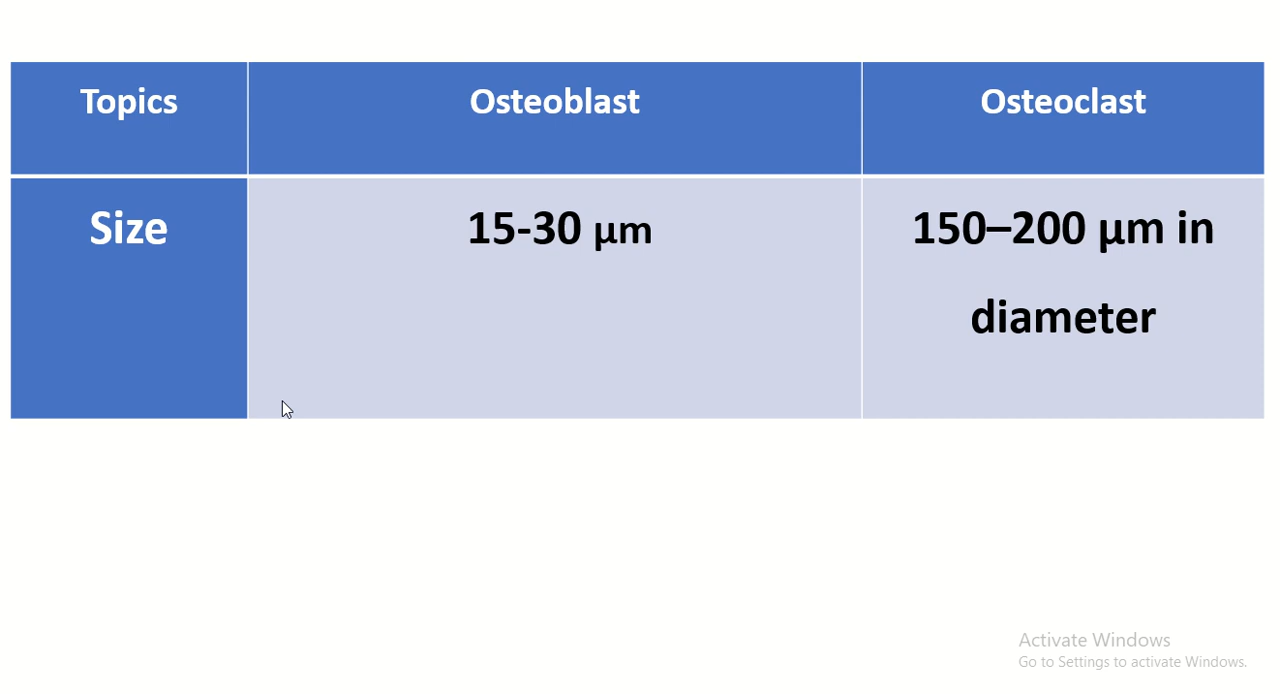 Topics
Osteoblast
Osteoclast
Size
15-30 µm
150–200 µm in
diameter
Activate Windows
Go to Settings to activate Windows.